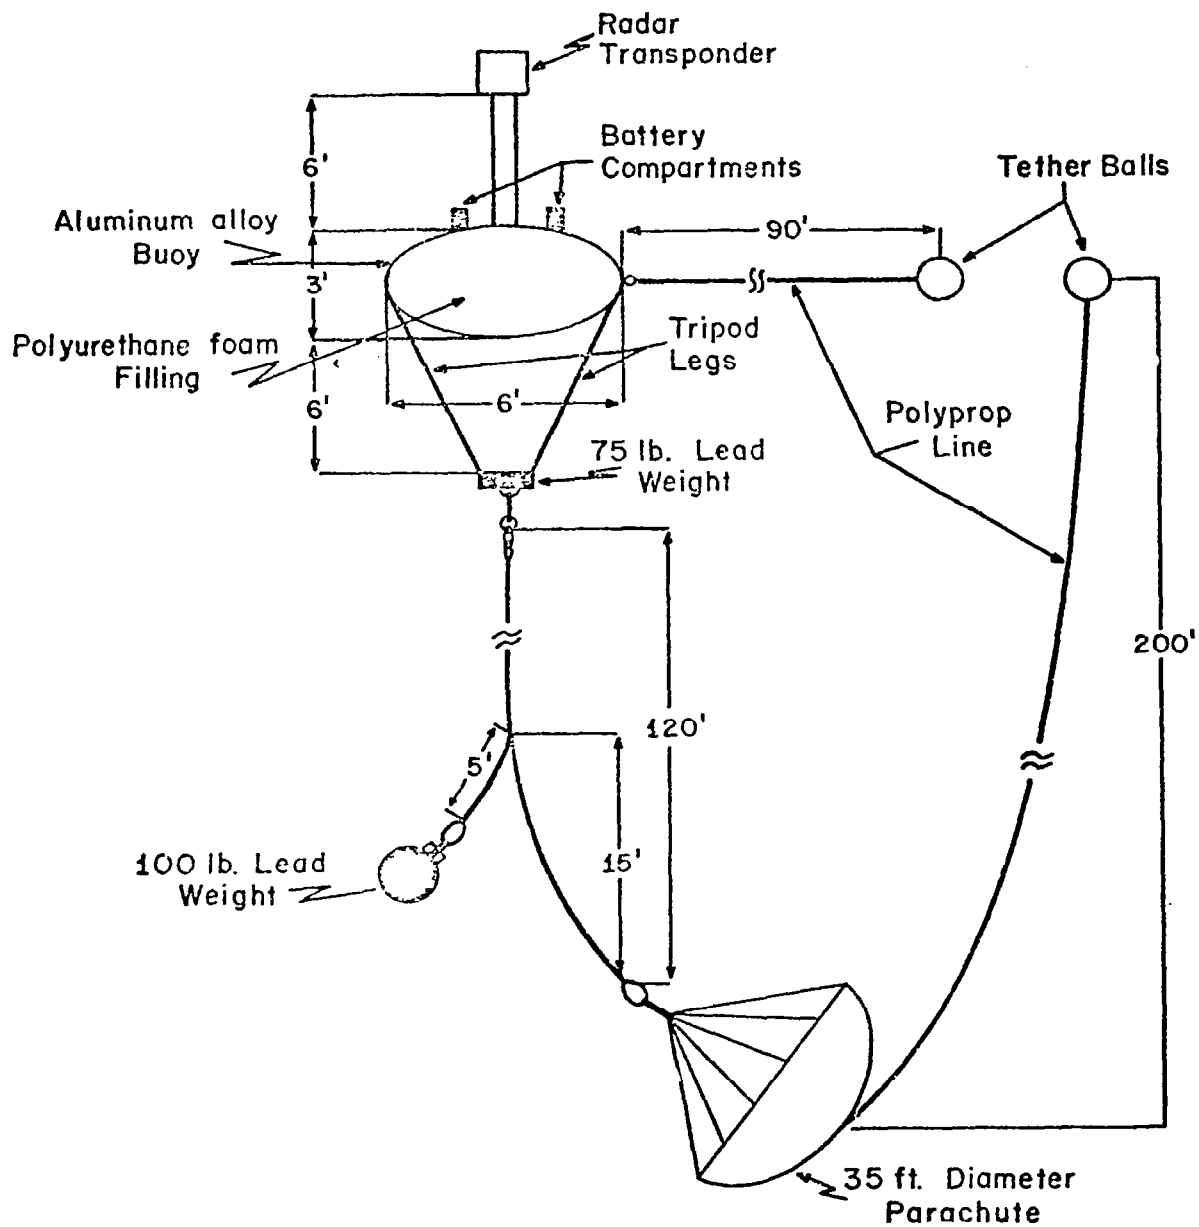 Radar
Transponder
6'
Battery
Compartments
Tether Balls
Aluminum alloy
Buoy
90'
3'
Polyurethane foam
Filling
Tripod
Legs
6'
6'
Polyprop
Line
75 lb. Lead
Weight
200'
120'
5'
15'
100 lb. Lead
Weight
35 ft. Diameter
Parachute